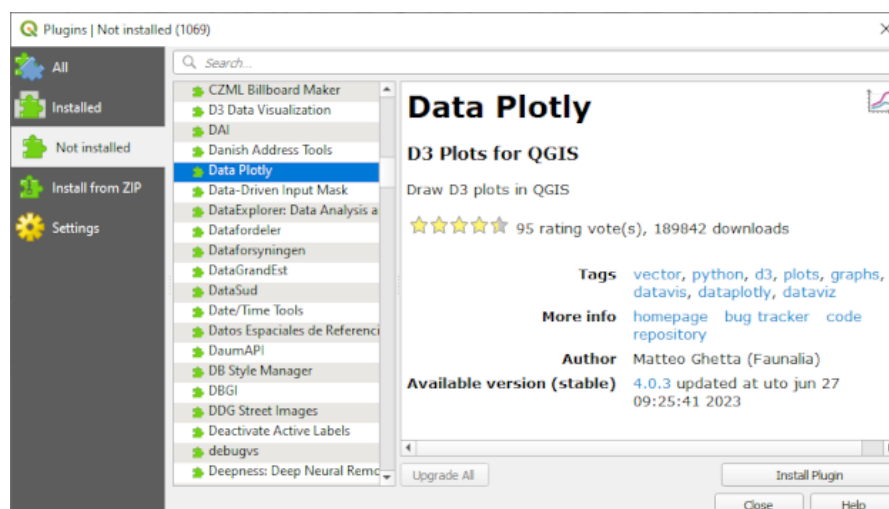 Plugins | Not installed (1069)
All
Installed
Not installed
Install from ZIP
Settings
Search...
CZML Billboard Maker
D3 Data Visualization
DAI
Danish Address Tools
Data Plotly
Data-Driven Input Mask
DataExplorer: Data Analysis a
Datafordeler
Dataforsyningen
DataGrandEst
DataSud
Date/Time Tools
Datos Espaciales de Referenci
DaumAPI
DB Style Manager
DBGI
DDG Street Images
Deactivate Active Labels
debugvs
Deepness: Deep Neural Remo
Data Plotly
D3 Plots for QGIS
Draw D3 plots in QGIS
95 rating vote(s), 189842 downloads
Tags vector, python, d3, plots, graphs,
datavis, dataplotly, dataviz
More info homepage bug tracker code
repository
Author Matteo Ghetta (Faunalia)
Available version (stable) 4.0.3 updated at uto jun 27
09:25:41 2023
Upgrade All
Install Plugin
Close
Help